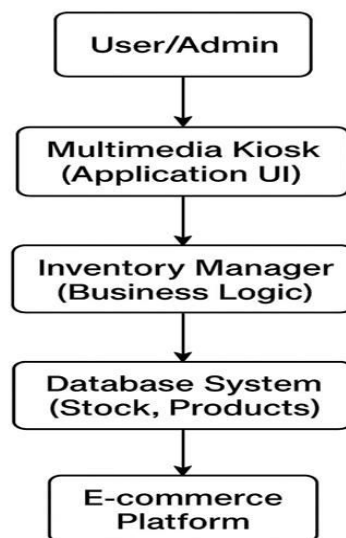 User/Admin
Multimedia Kiosk
(Application UI)
Inventory Manager
(Business Logic)
Database System
(Stock, Products)
E-commerce
Platform